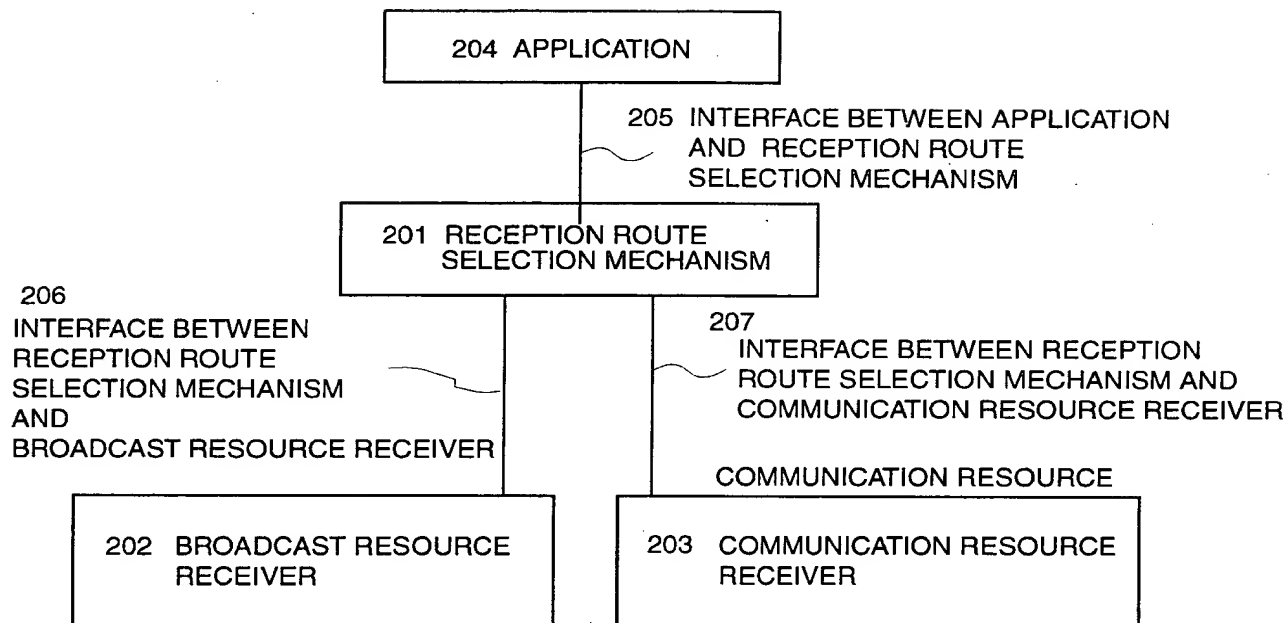 204 APPLICATION
205 INTERFACE BETWEEN APPLICATION
AND RECEPTION ROUTE
SELECTION MECHANISM
201 RECEPTION ROUTE
SELECTION MECHANISM
206
INTERFACE BETWEEN
RECEPTION ROUTE
SELECTION MECHANISM
AND
BROADCAST RESOURCE RECEIVER
207
INTERFACE BETWEEN RECEPTION
ROUTE SELECTION MECHANISM AND
COMMUNICATION RESOURCE RECEIVER
COMMUNICATION RESOURCE
202 BROADCAST RESOURCE
RECEIVER
203 COMMUNICATION RESOURCE
RECEIVER